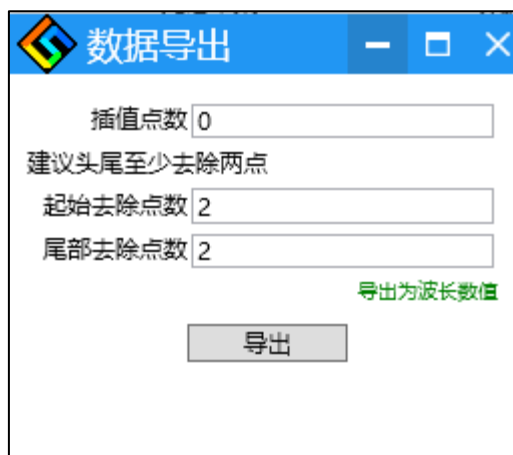 数据导出
插值点数 0
建议头尾至少去除两点
起始去除点数 2
尾部去除点数 2
导出为波长数值
导出